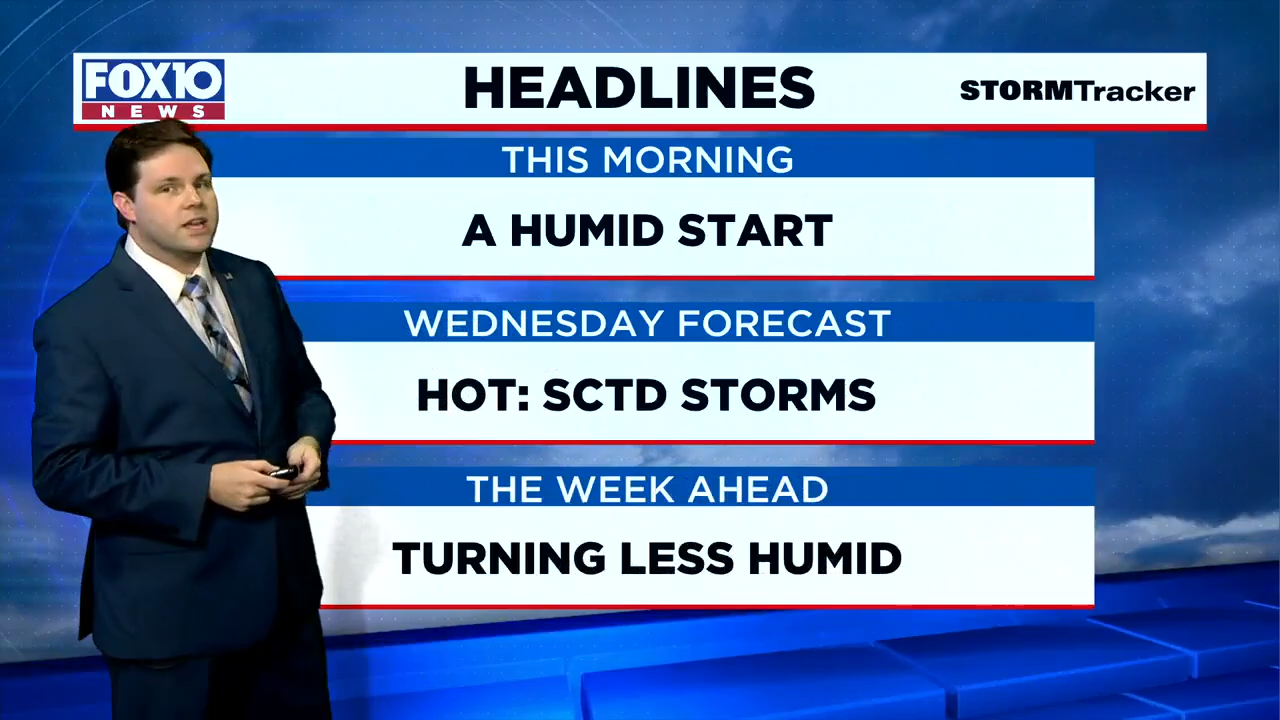 FOX10
NEWS
HEADLINES
STORMTracker
THIS MORNING
A HUMID START
WEDNESDAY FORECAST
HOT: SCTD STORMS
THE WEEK AHEAD
TURNING LESS HUMID